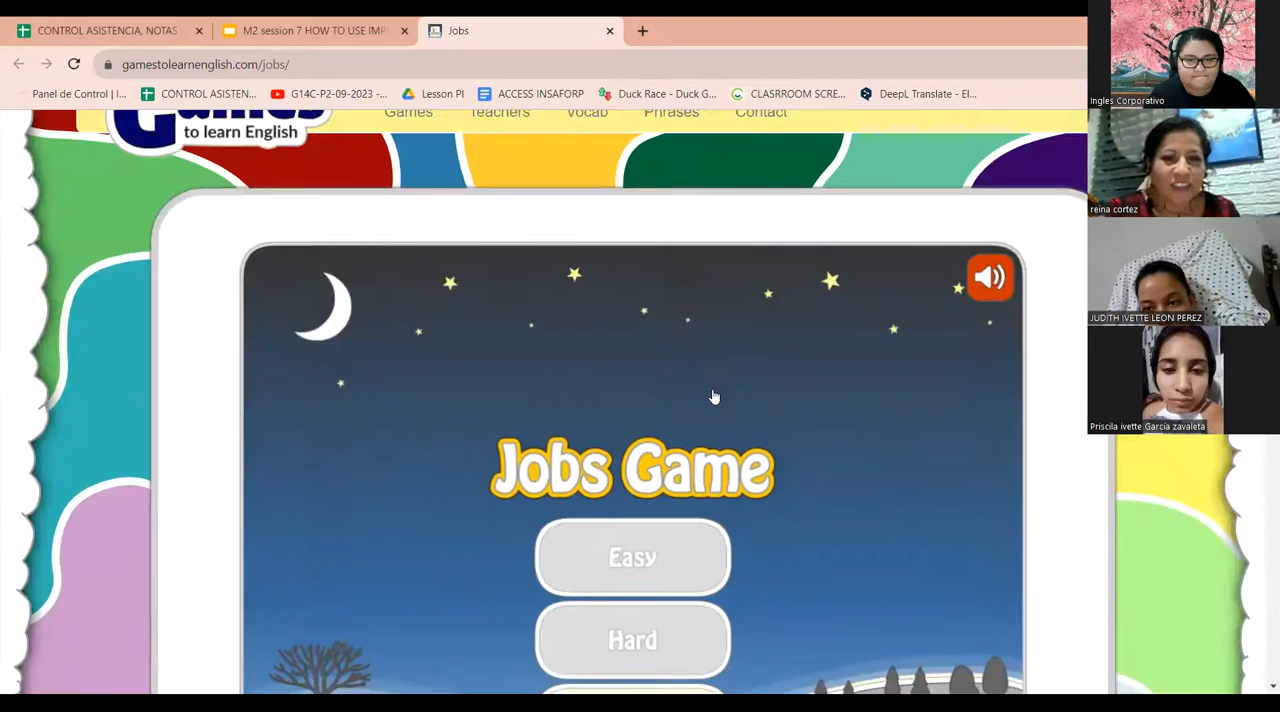 CONTROL ASISTENCIA, NOTAS
M2 session 7 HOW TO USE IMP
Jobs
gamestolearnenglish.com/jobs/
Panel de Control | I...
CONTROL ASISTEN...
G14C-P2-09-2023 -...
Lesson Pl
ACCESS INSAFORP
Duck Race - Duck G...
CLASRROOM SCRE...
DeepL Translate - El...
Games
to learn English
Games
Teachers
Vocab
Phrases
Contact
Jobs Game
Easy
Hard
Ingles Corporativo
reina cortez
JUDITH IVETTE LEON PEREZ
Priscila ivette García zavaleta